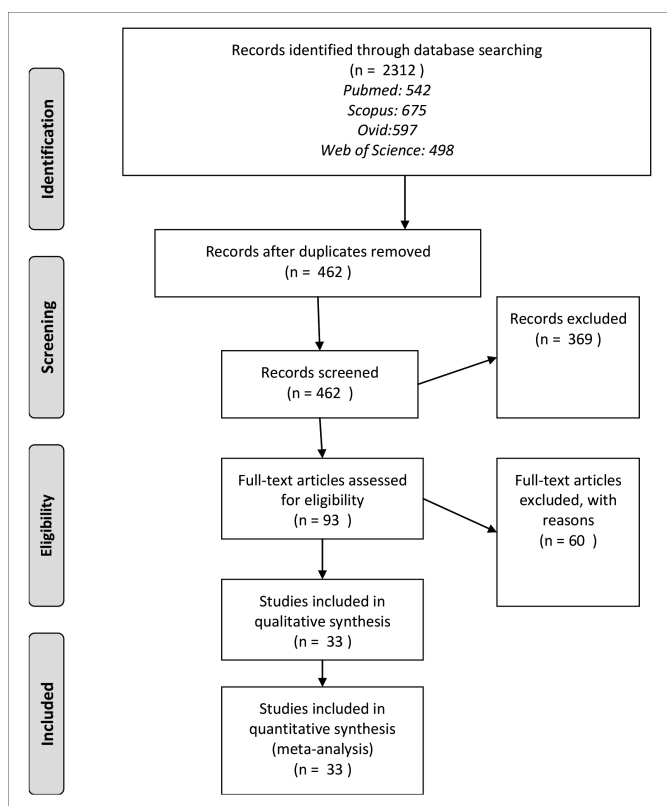 Identification
Records identified through database searching
(n = 2312 )
Pubmed: 542
Scopus: 675
Ovid:597
Web of Science: 498
Records after duplicates removed
(n = 462 )
Screening
Records screened
(n = 462 )
Records excluded
(n = 369 )
Eligibility
Full-text articles assessed
for eligibility
(n = 93 )
Full-text articles
excluded, with
reasons
(n = 60 )
Studies included in
qualitative synthesis
(n = 33 )
Included
Studies included in
quantitative synthesis
(meta-analysis)
(n = 33 )